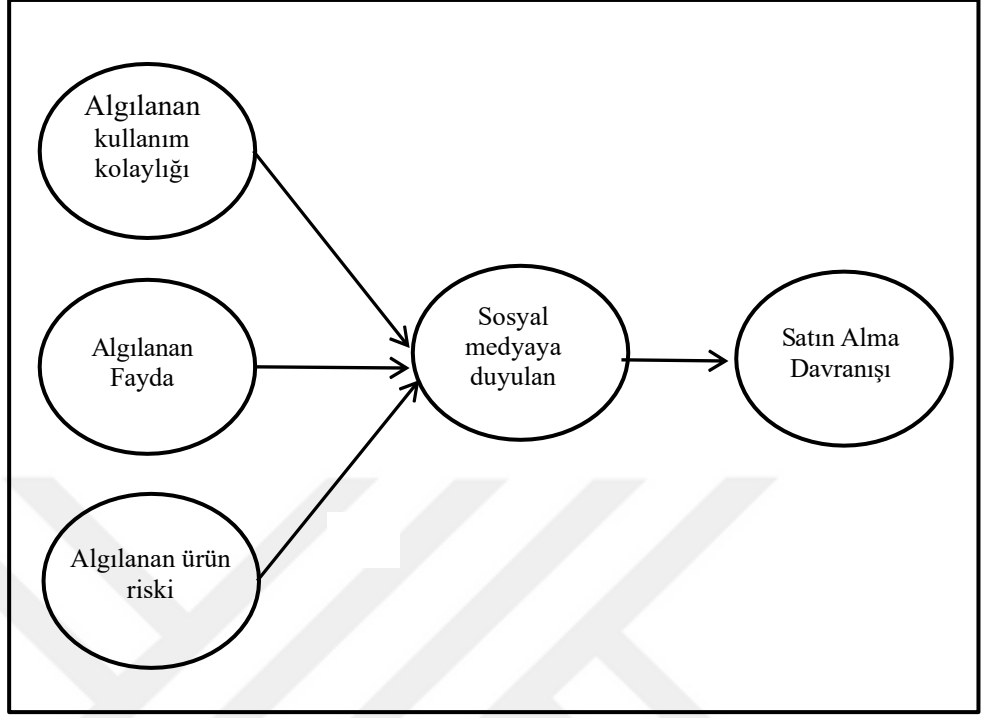 Algılanan
kullanım
kolaylığı
Algılanan
Fayda
Algılanan ürün
riski
Sosyal
medyaya
duyulan
Satın Alma
Davranışı